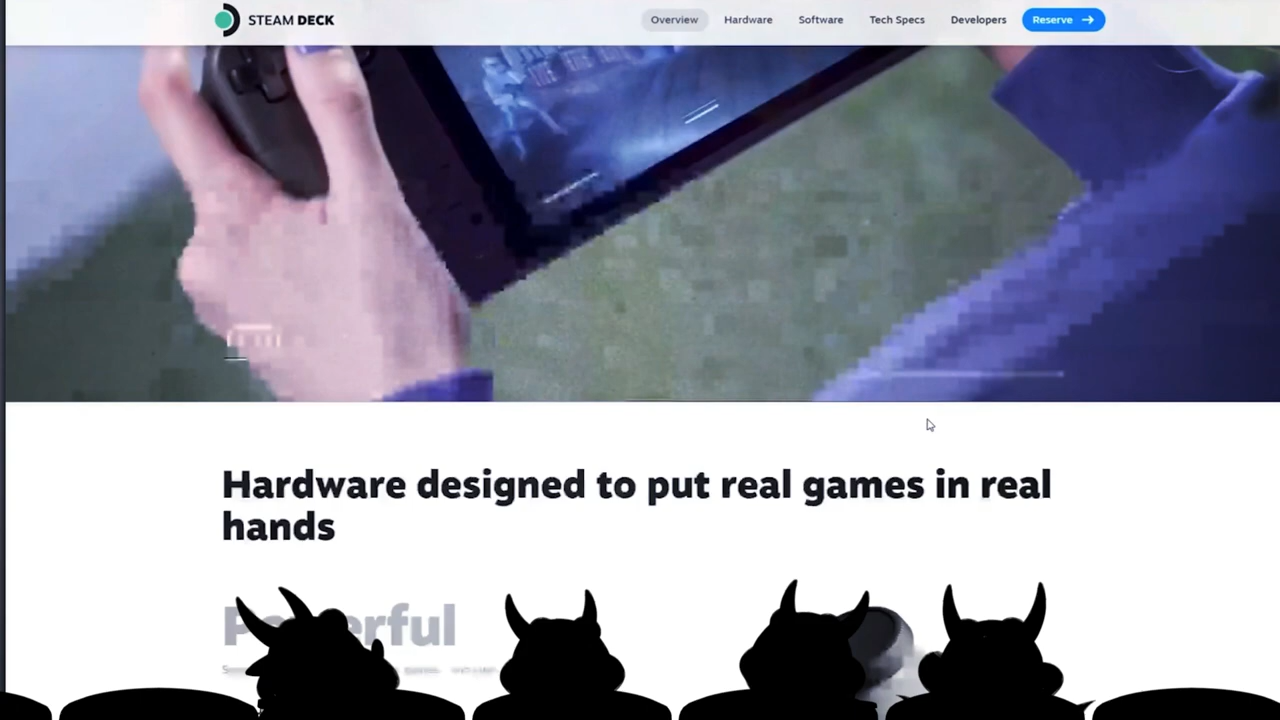 STEAM DECK
Overview Hardware Software Tech Specs Developers Reserve
Hardware designed to put real games in real
hands